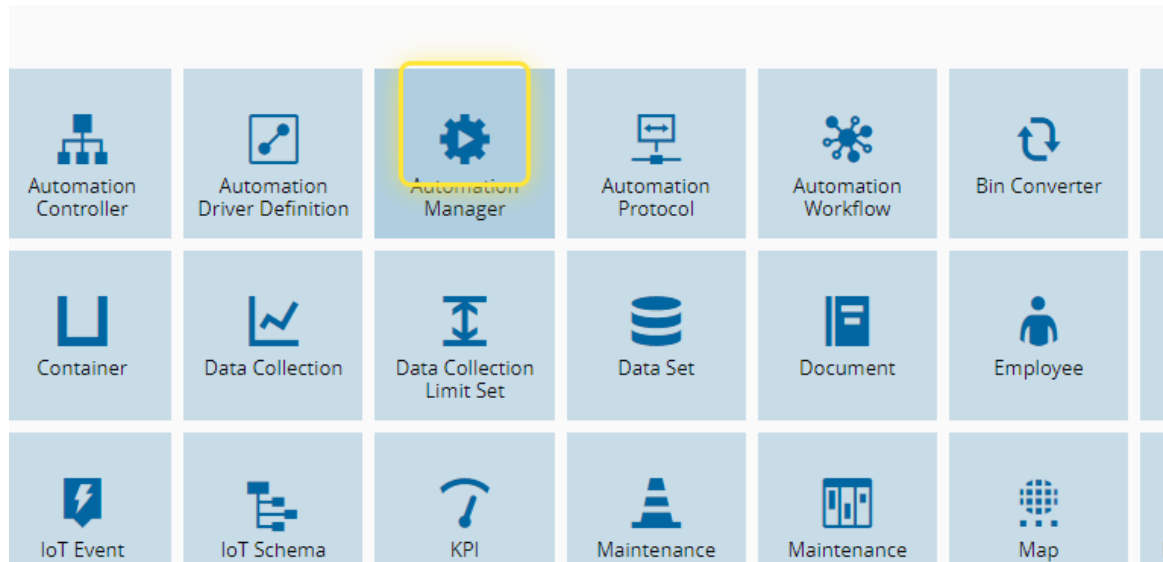 Automation
Controller
Automation
Driver Definition
Automation
Manager
Automation
Protocol
Automation
Workflow
Bin Converter
Container
Data Collection
Data Collection
Limit Set
Data Set
Document
Employee
IoT Event
IoT Schema
KPI
Maintenance
Maintenance
Map